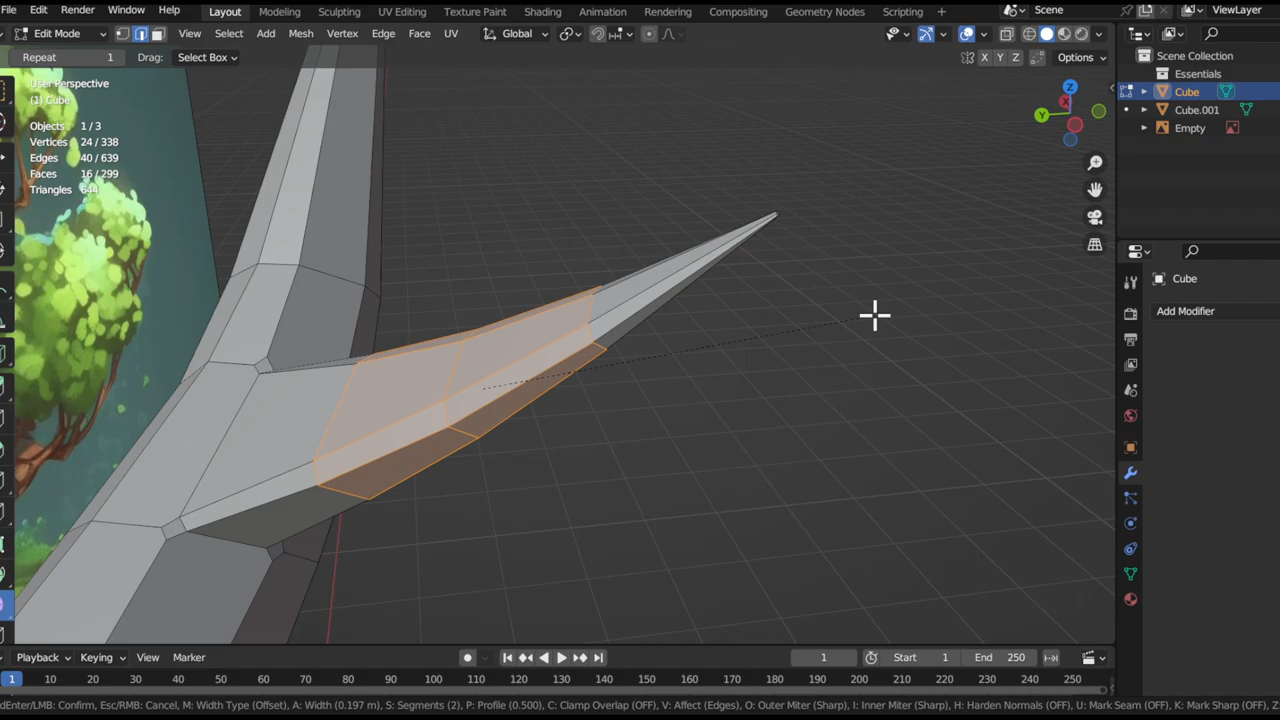 File Edit Render Window Help Layout Modeling Sculpting UV Editing Texture Paint Shading Animation Rendering Compositing Geometry Nodes Scripting + Scene ViewLayer
Edit Mode View Select Add Mesh Vertex Edge Face UV Global
Repeat 1 Drag: Select Box X Y Z Options
User Perspective
(1) Cube
Objects 1 / 3
Vertices 24 / 338
Edges 40 / 639
Faces 16 / 299
Triangles 644
Z
X
Y
Scene Collection
Essentials
Cube
Cube.001
Empty
Cube
Add Modifier
Playback Keying View Marker 1 Start 1 End 250
1 10 20 30 40 50 60 70 80 90 100 110 120 130 140 150 160 170 180 190 200 210 220 230 240 250
Enter/LMB: Confirm, Esc/RMB: Cancel, M: Width Type (Offset), A: Width (0.197 m), S: Segments (2), P: Profile (0.500), C: Clamp Overlap (OFF), V: Affect (Edges), O: Outer Miter (Sharp), I: Inner Miter (Sharp), H: Harden Normals (OFF), U: Mark Seam (OFF), K: Mark Sharp (OFF), Z